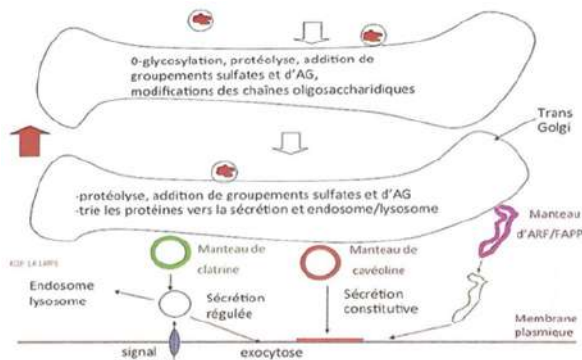 0-glycosylation, protéolyse, addition de
groupements sulfates et d'AG,
modifications des chaînes oligosaccharidiques
Trans
Golgi
-protéolyse, addition de groupements sulfates et d'AG
-trie les protéines vers la sécrétion et endosome/lysosome
Manteau
d'ARF/FAPP
Manteau de
clatrine
Manteau de
cavéoline
Endosome
lysosome
Sécrétion
régulée
Sécrétion
constitutive
Membrane
plasmique
signal
exocytose